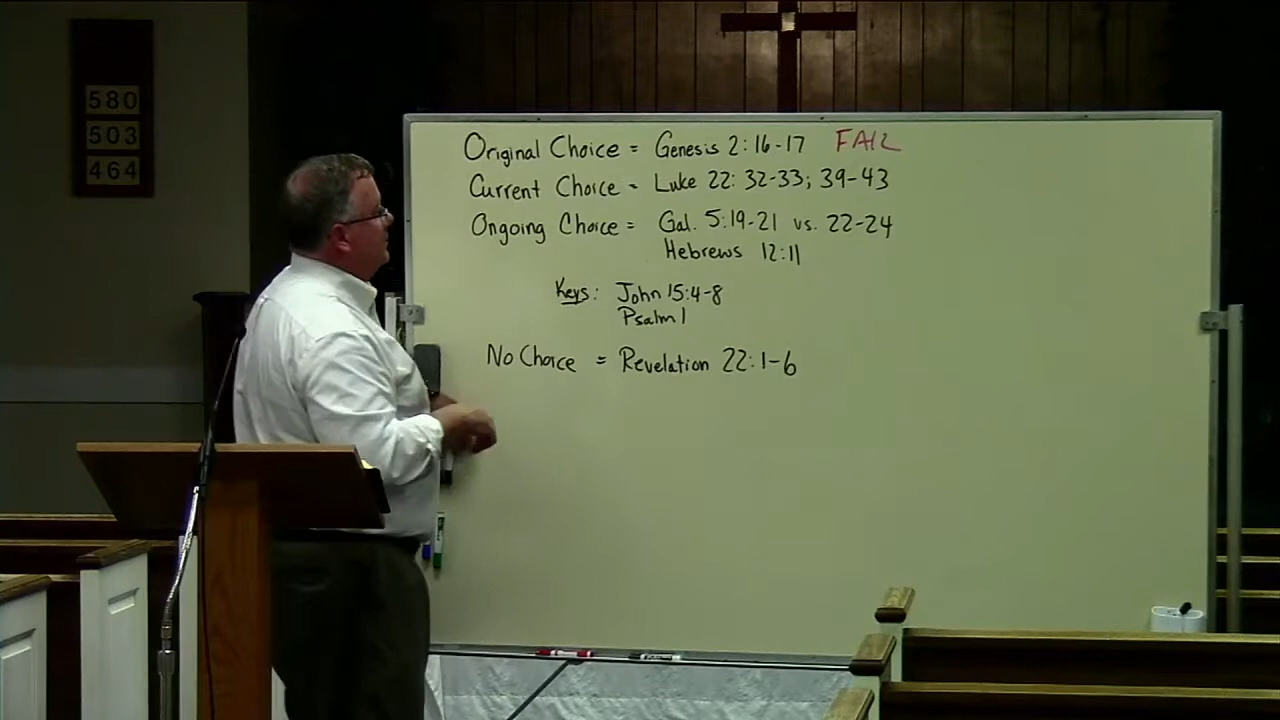 580
503
464
Original Choice = Genesis 2:16-17 FAIL
Current Choice = Luke 22: 32-33; 39-43
Ongoing Choice = Gal. 5:19-21 vs. 22-24
Hebrews 12:11
Keys: John 15:4-8
Psalm 1
No Choice = Revelation 22:1-6